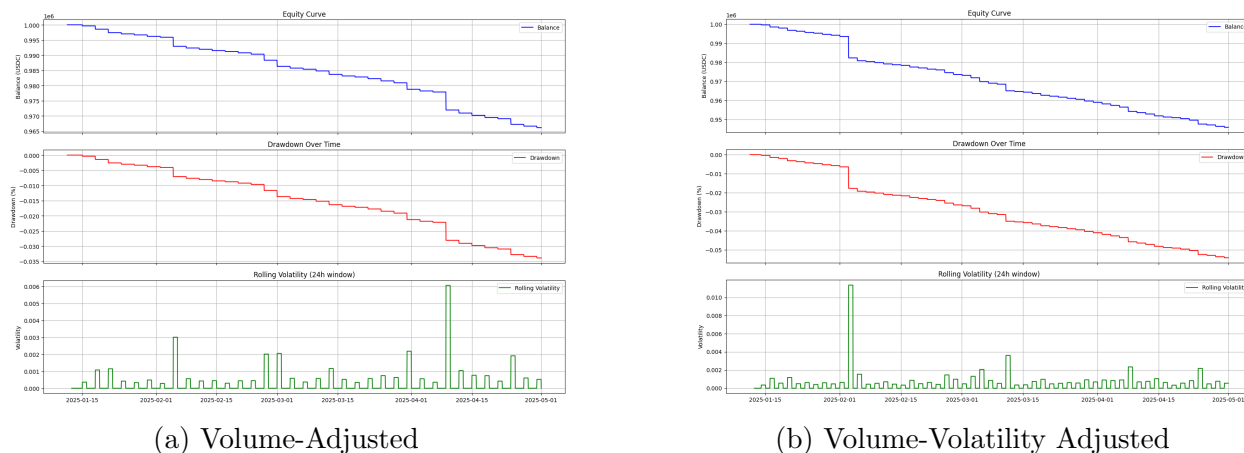 Equity Curve
1e6
Balance
Balance (USDC)
1.000
0.995
0.990
0.985
0.980
0.975
0.970
0.965
Drawdown Over Time
Drawdown
Drawdown (%)
0.000
−0.005
−0.010
−0.015
−0.020
−0.025
−0.030
−0.035
Rolling Volatility (24h window)
Rolling Volatility
Volatility
0.006
0.005
0.004
0.003
0.002
0.001
0.000
2025-01-15 2025-02-01 2025-02-15 2025-03-01 2025-03-15 2025-04-01 2025-04-15 2025-05-01
(a) Volume-Adjusted
Equity Curve
1e6
Balance
Balance (USDC)
1.00
0.99
0.98
0.97
0.96
0.95
Drawdown Over Time
Drawdown
Drawdown (%)
0.00
−0.01
−0.02
−0.03
−0.04
−0.05
Rolling Volatility (24h window)
Rolling Volatilit
Volatility
0.010
0.008
0.006
0.004
0.002
0.000
2025-01-15 2025-02-01 2025-02-15 2025-03-01 2025-03-15 2025-04-01 2025-04-15 2025-05-01
(b) Volume-Volatility Adjusted